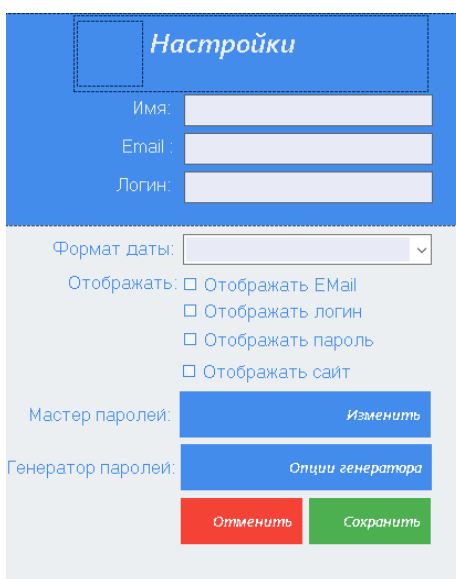 Настройки
Имя:
Email :
Логин:
Формат даты:
Отображать: Отображать EMail
Отображать логин
Отображать пароль
Отображать сайт
Мастер паролей: Изменить
Генератор паролей: Опции генератора
Отменить Сохранить